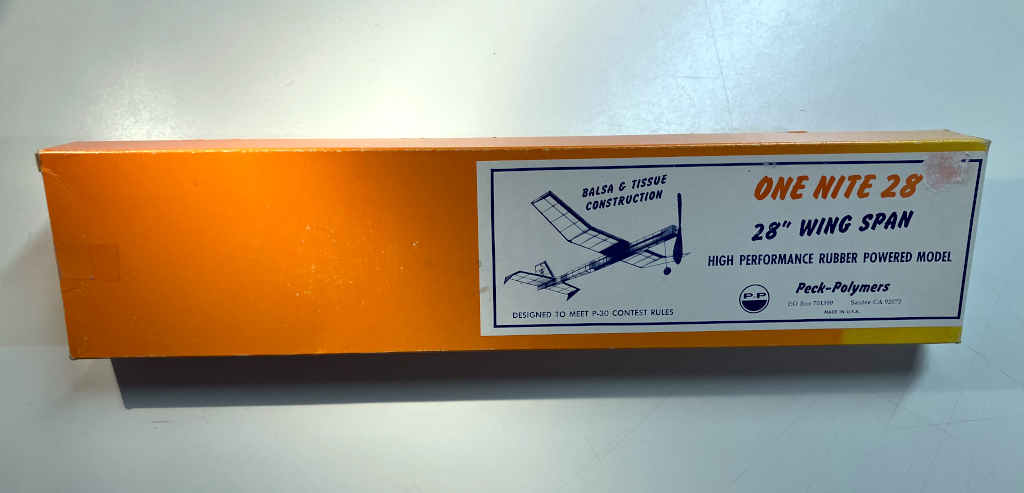 BALSA & TISSUE
CONSTRUCTION
DESIGNED TO MEET P-30 CONTEST RULES
ONE NITE 28
28" WING SPAN
HIGH PERFORMANCE RUBBER POWERED MODEL
P-P
Peck-Polymers
P.O Box 701399 Santee CA 92072
MADE IN U.S.A.